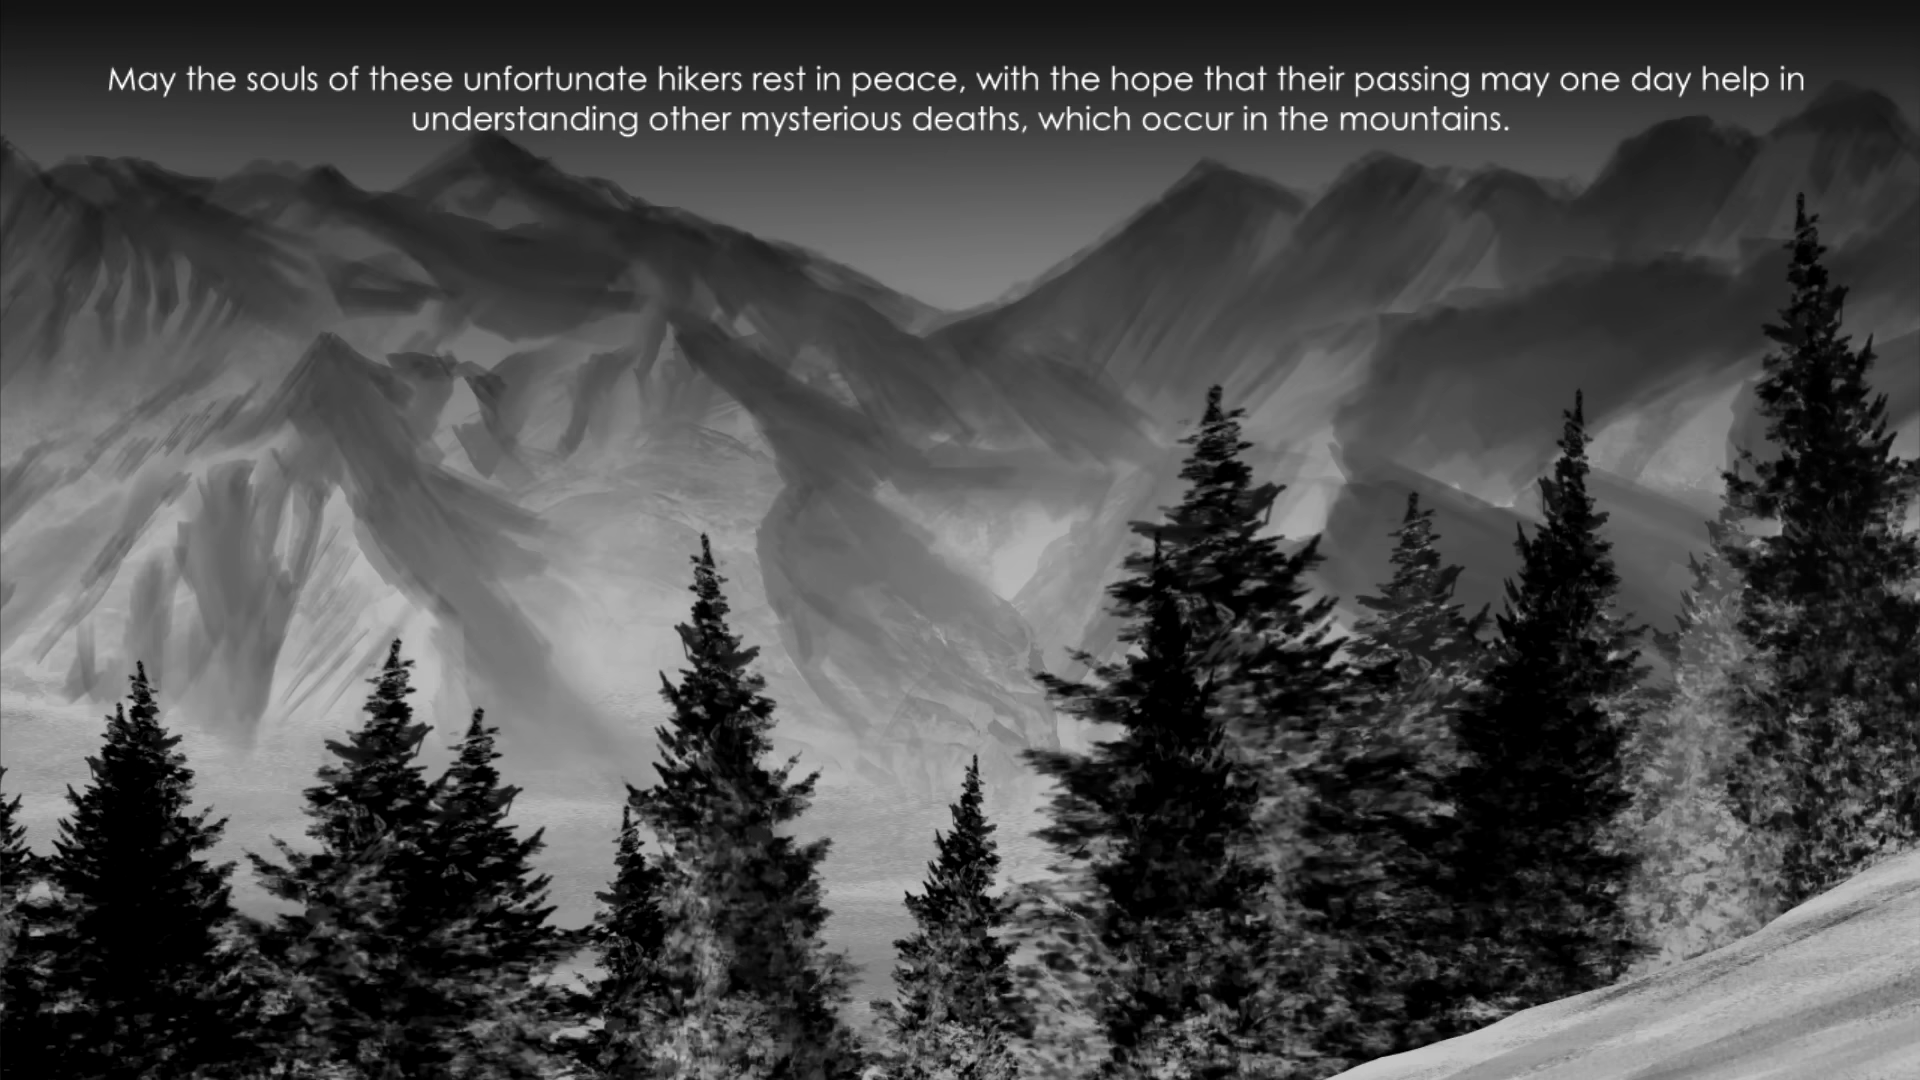 May the souls of these unfortunate hikers rest in peace, with the hope that their passing may one day help in
understanding other mysterious deaths, which occur in the mountains.